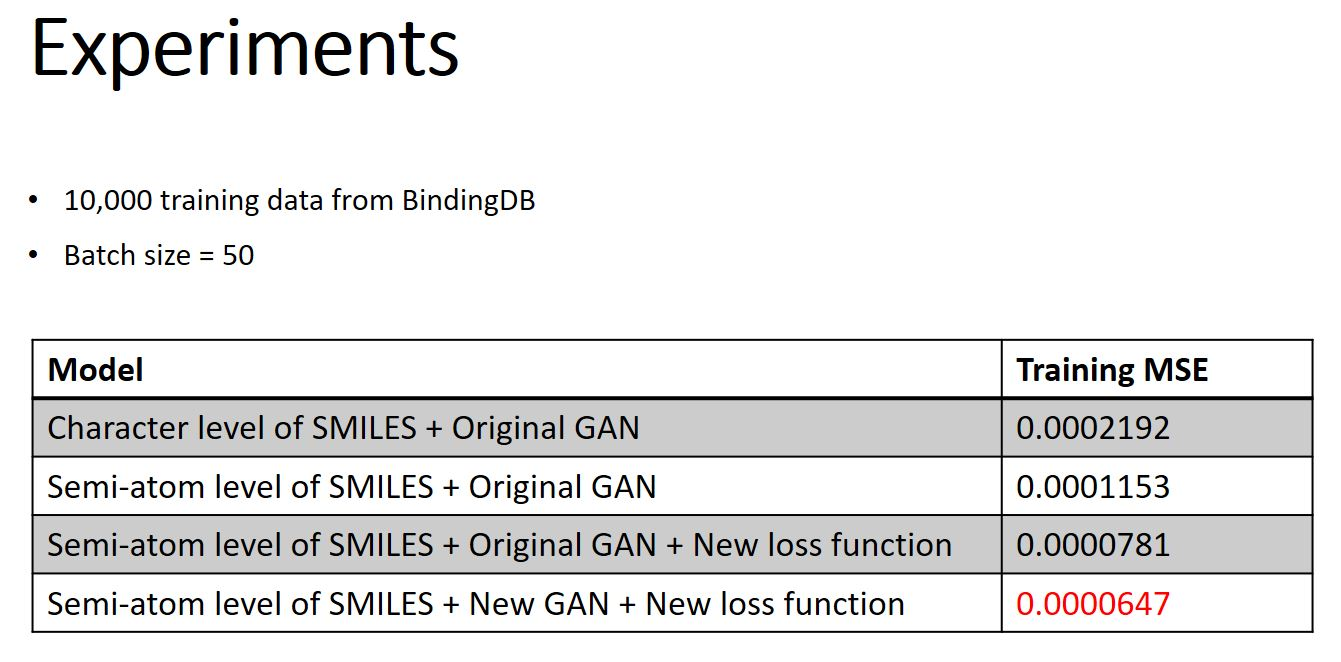 Experiments
• 10,000 training data from BindingDB
• Batch size = 50
Model Training MSE
Character level of SMILES + Original GAN 0.0002192
Semi-atom level of SMILES + Original GAN 0.0001153
Semi-atom level of SMILES + Original GAN + New loss function 0.0000781
Semi-atom level of SMILES + New GAN + New loss function 0.0000647